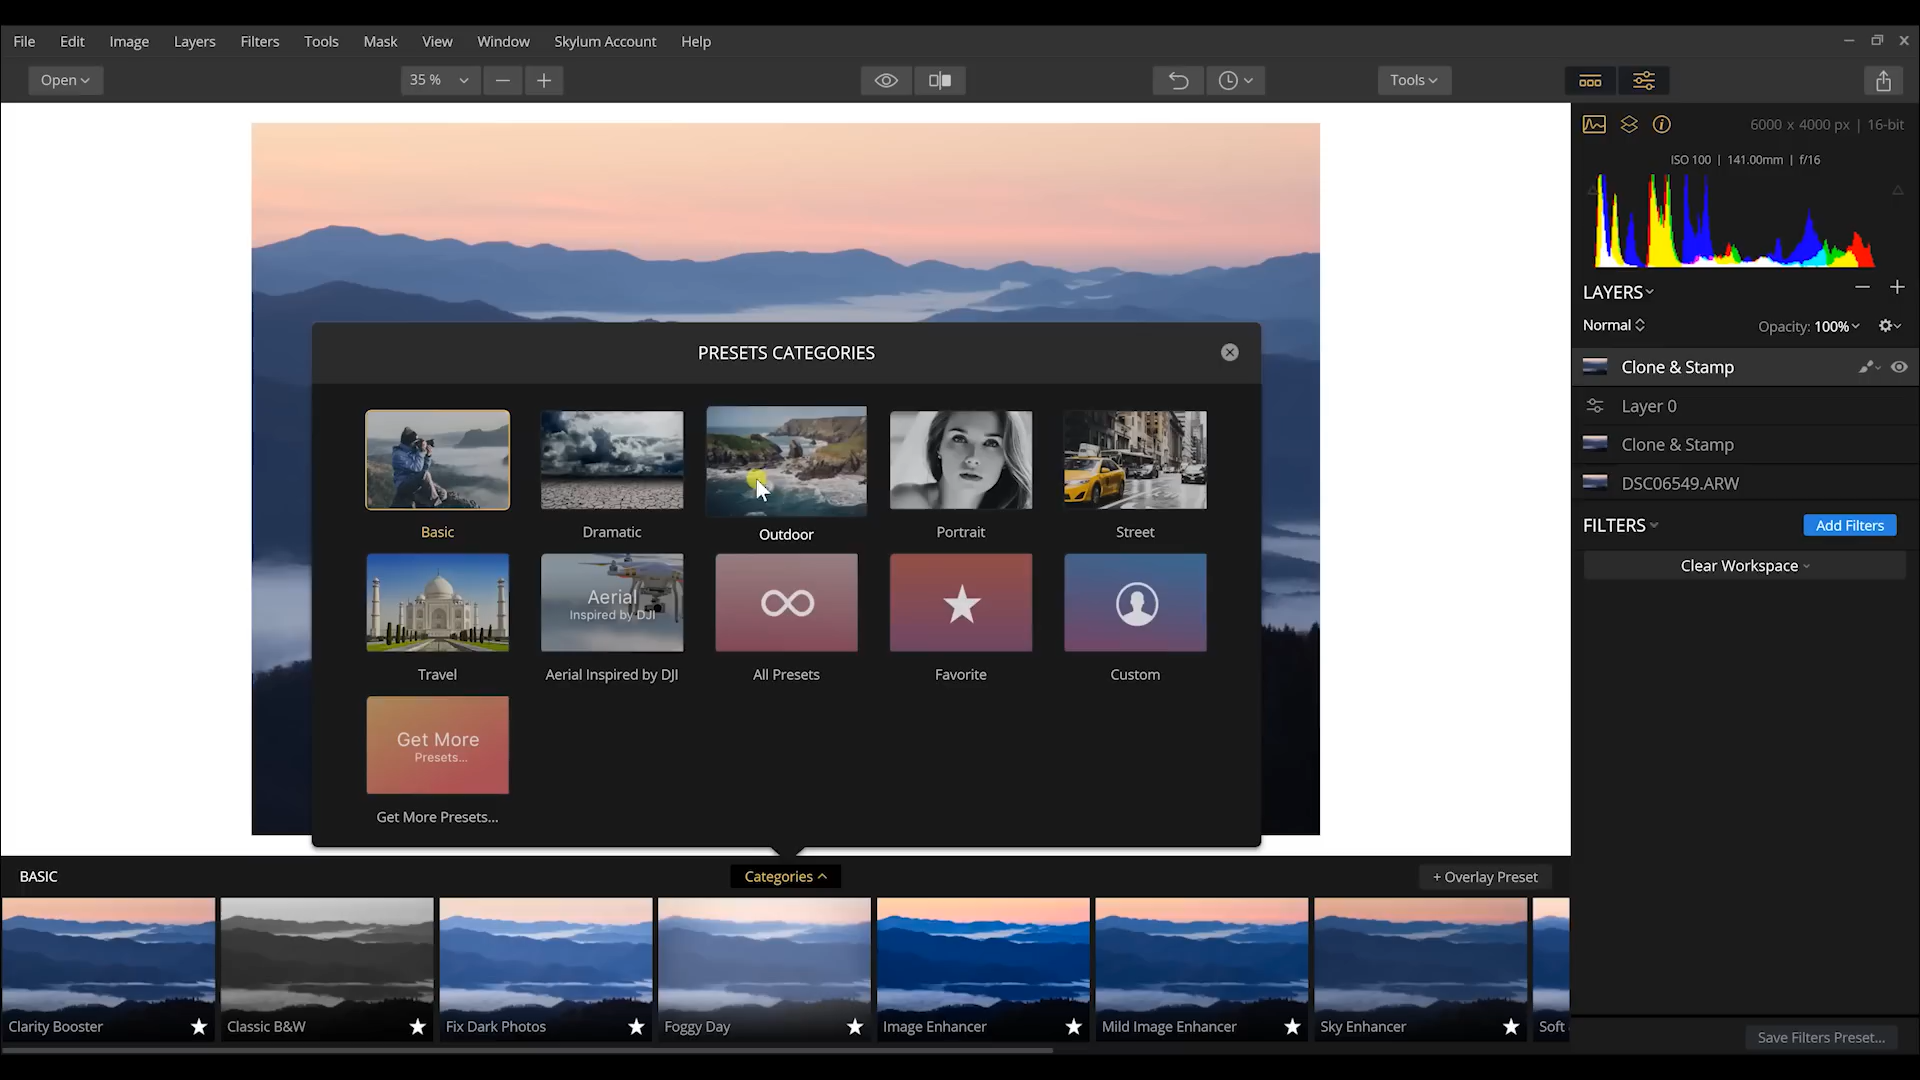 File Edit Image Layers Filters Tools Mask View Window Skylum Account Help
Open 35 % Tools
6000 x 4000 px | 16-bit
ISO 100 | 141.00mm | f/16
LAYERS
Normal Opacity: 100%
Clone & Stamp
Layer 0
Clone & Stamp
DSC06549.ARW
FILTERS Add Filters
Clear Workspace
PRESETS CATEGORIES
Basic Dramatic Outdoor Portrait Street
Aerial
Inspired by DJI
Travel Aerial Inspired by DJI All Presets Favorite Custom
Get More
Presets...
Get More Presets...
BASIC Categories + Overlay Preset
Clarity Booster Classic B&W Fix Dark Photos Foggy Day Image Enhancer Mild Image Enhancer Sky Enhancer Soft
Save Filters Preset...